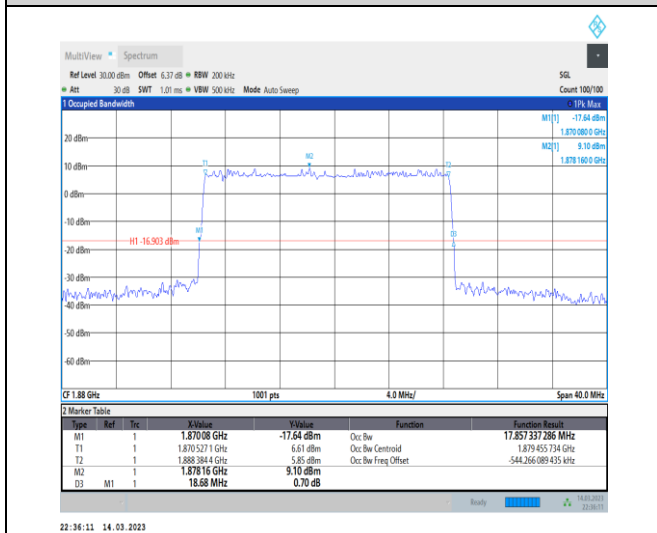 MultiView Spectrum
Ref Level 30.00 dBm Offset 6.37 dB RBW 200 kHz SGL
Att 30 dB SWT 1.01 ms VBW 500 kHz Mode Auto Sweep Count 100/100
1 Occupied Bandwidth 1Pk Max
M1[1] -17.64 dBm
1.870 080 0 GHz
M2[1] 9.10 dBm
1.878 160 0 GHz
20 dBm
10 dBm
0 dBm
-10 dBm
-20 dBm
-30 dBm
-40 dBm
-50 dBm
-60 dBm
T1
M2
T2
M1
D3
H1 -16.903 dBm
CF 1.88 GHz 1001 pts 4.0 MHz/ Span 40.0 MHz
2 Marker Table
Type Ref Trc X-Value Y-Value Function Function Result
M1 1 1.87008 GHz -17.64 dBm Occ Bw 17.857 337 286 MHz
T1 1 1.870 527 1 GHz 6.61 dBm Occ Bw Centroid 1.879 455 734 GHz
T2 1 1.888 384 4 GHz 5.85 dBm Occ Bw Freq Offset -544.266 089 435 kHz
M2 1 1.87816 GHz 9.10 dBm
D3 M1 1 18.68 MHz 0.70 dB
Ready 14.03.2023
22:36:11
22:36:11 14.03.2023